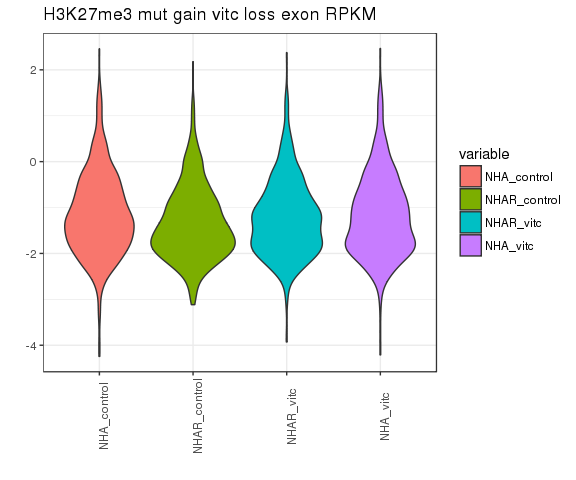 H3K27me3 mut gain vitc loss exon RPKM
2
0
-2
-4
NHA_control
NHAR_control
NHAR_vitc
NHA_vitc
variable
NHA_control
NHAR_control
NHAR_vitc
NHA_vitc